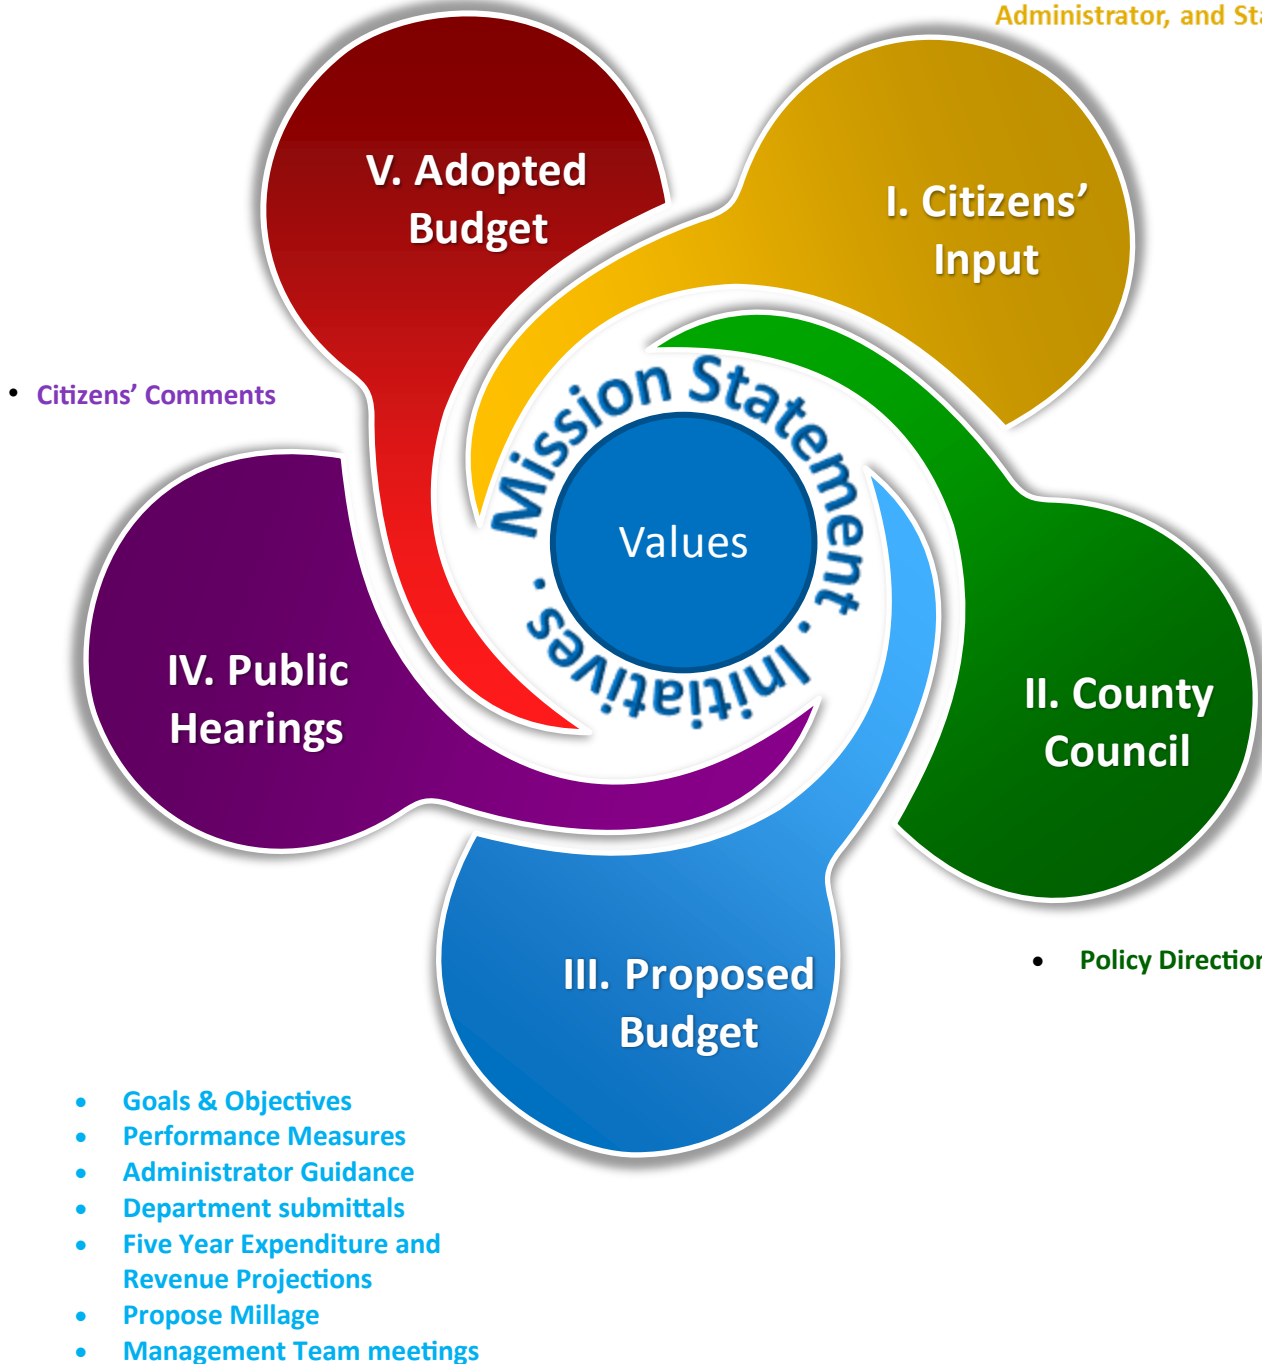 Administrator, and
V. Adopted
Budget
I. Citizens’
Input
• Citizens’ Comments
Mission Statement · Initiatives ·
Values
IV. Public
Hearings
II. County
Council
III. Proposed
Budget
• Policy Direction
• Goals & Objectives
• Performance Measures
• Administrator Guidance
• Department submittals
• Five Year Expenditure and
Revenue Projections
• Propose Millage
• Management Team meetings